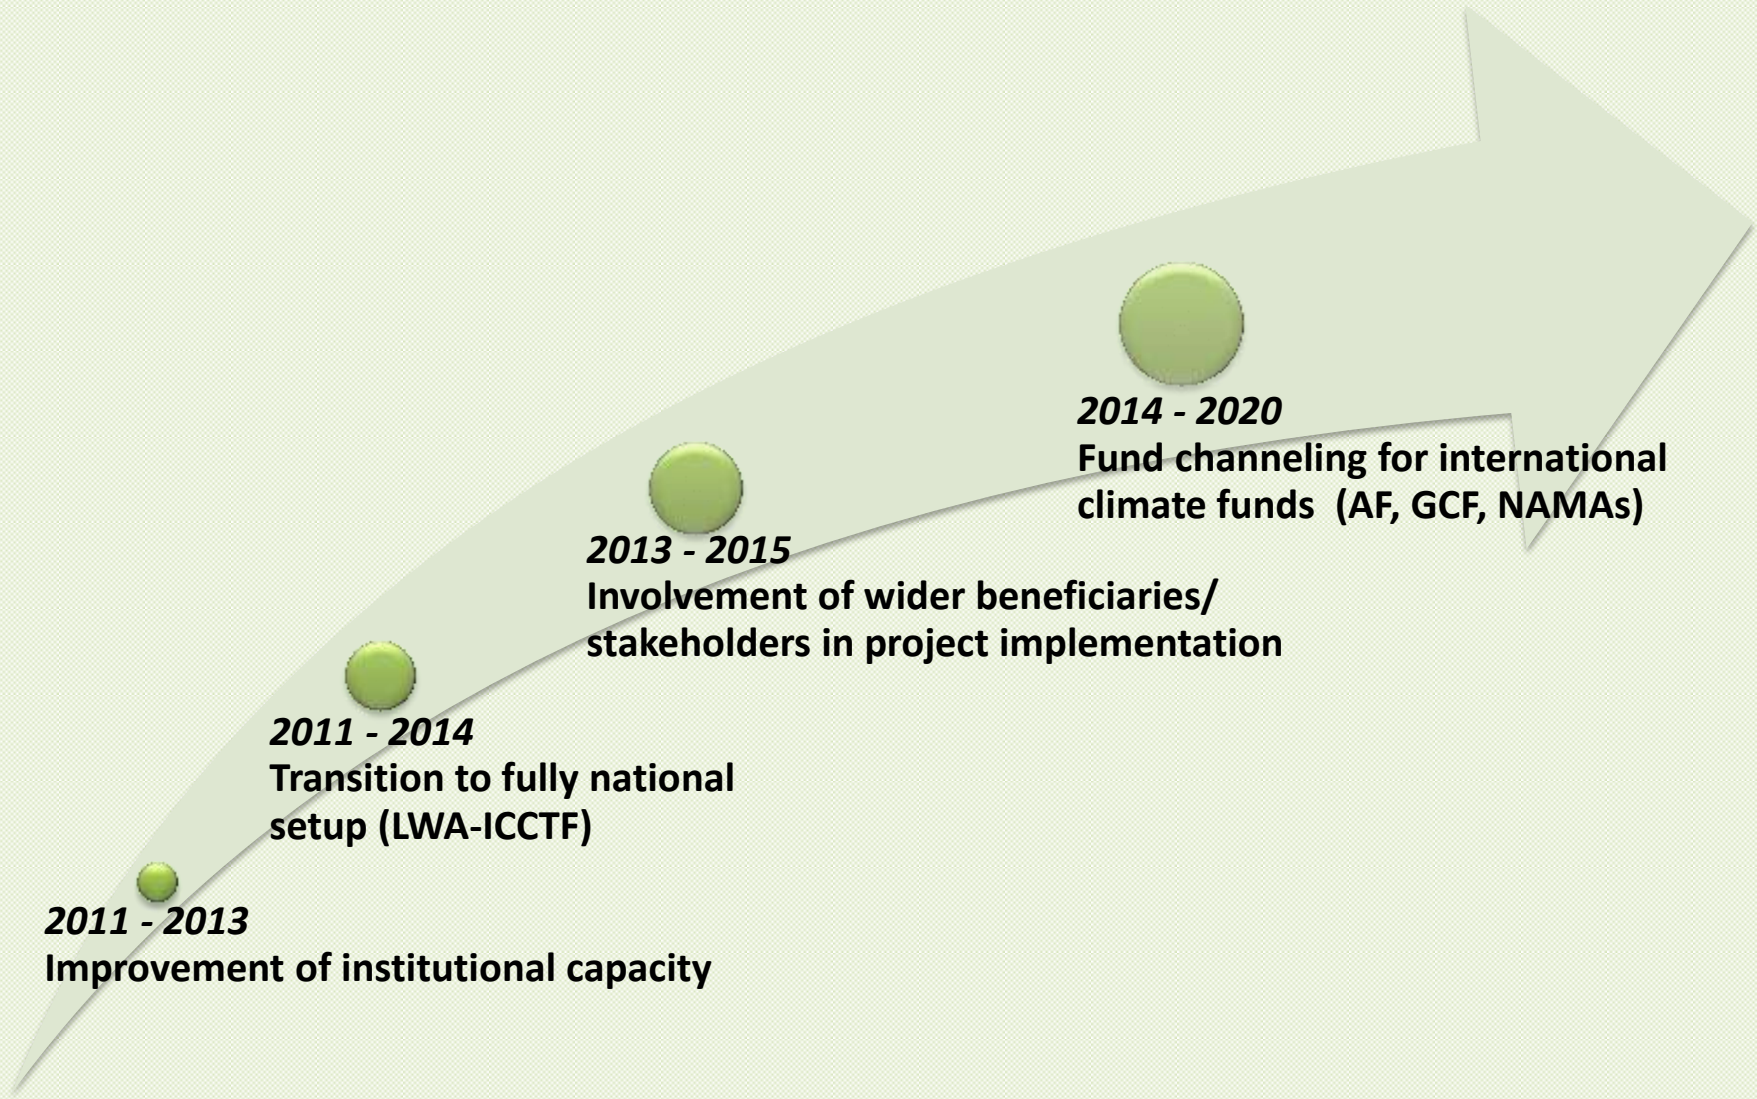 2014 - 2020
Fund channeling for international
climate funds (AF, GCF, NAMAs)
2013 - 2015
Involvement of wider beneficiaries/
stakeholders in project implementation
2011 - 2014
Transition to fully national
setup (LWA-ICCTF)
2011 - 2013
Improvement of institutional capacity